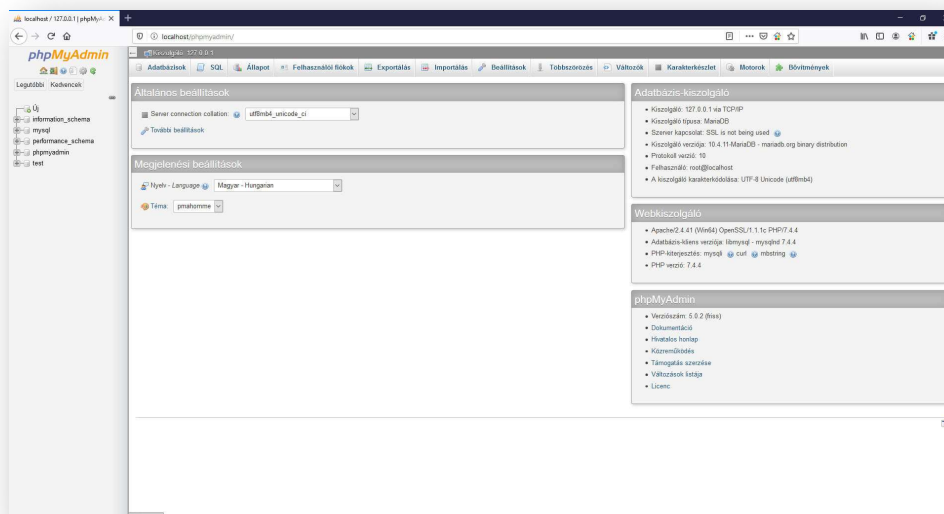 localhost / 127.0.0.1 | phpMyA
localhost/phpmyadmin/
phpMyAdmin
Legutóbbi Kedvencek
Új
information_schema
mysql
performance_schema
phpmyadmin
test
Kiszolgáló: 127.0.0.1
Adatbázisok SQL Állapot Felhasználói fiókok Exportálás Importálás Beállítások Többszörözés Változók Karakterkészlet Motorok Bővítmények
Általános beállítások
Server connection collation: utf8mb4_unicode_ci
További beállítások
Megjelenési beállítások
Nyelv - Language Magyar - Hungarian
Téma: pmahomme
Adatbázis-kiszolgáló
• Kiszolgáló: 127.0.0.1 via TCP/IP
• Kiszolgáló típusa: MariaDB
• Szerver kapcsolat: SSL is not being used
• Kiszolgáló verziója: 10.4.11-MariaDB - mariadb.org binary distribution
• Protokoll verzió: 10
• Felhasználó: root@localhost
• A kiszolgáló karakterkódolása: UTF-8 Unicode (utf8mb4)
Webkiszolgáló
• Apache/2.4.41 (Win64) OpenSSL/1.1.1c PHP/7.4.4
• Adatbázis-kliens verziója: libmysql - mysqlnd 7.4.4
• PHP-kiterjesztés: mysqli curl mbstring
• PHP verzió: 7.4.4
phpMyAdmin
• Verziószám: 5.0.2 (friss)
• Dokumentáció
• Hivatalos honlap
• Közreműködés
• Támogatás szerzése
• Változások listája
• Licenc